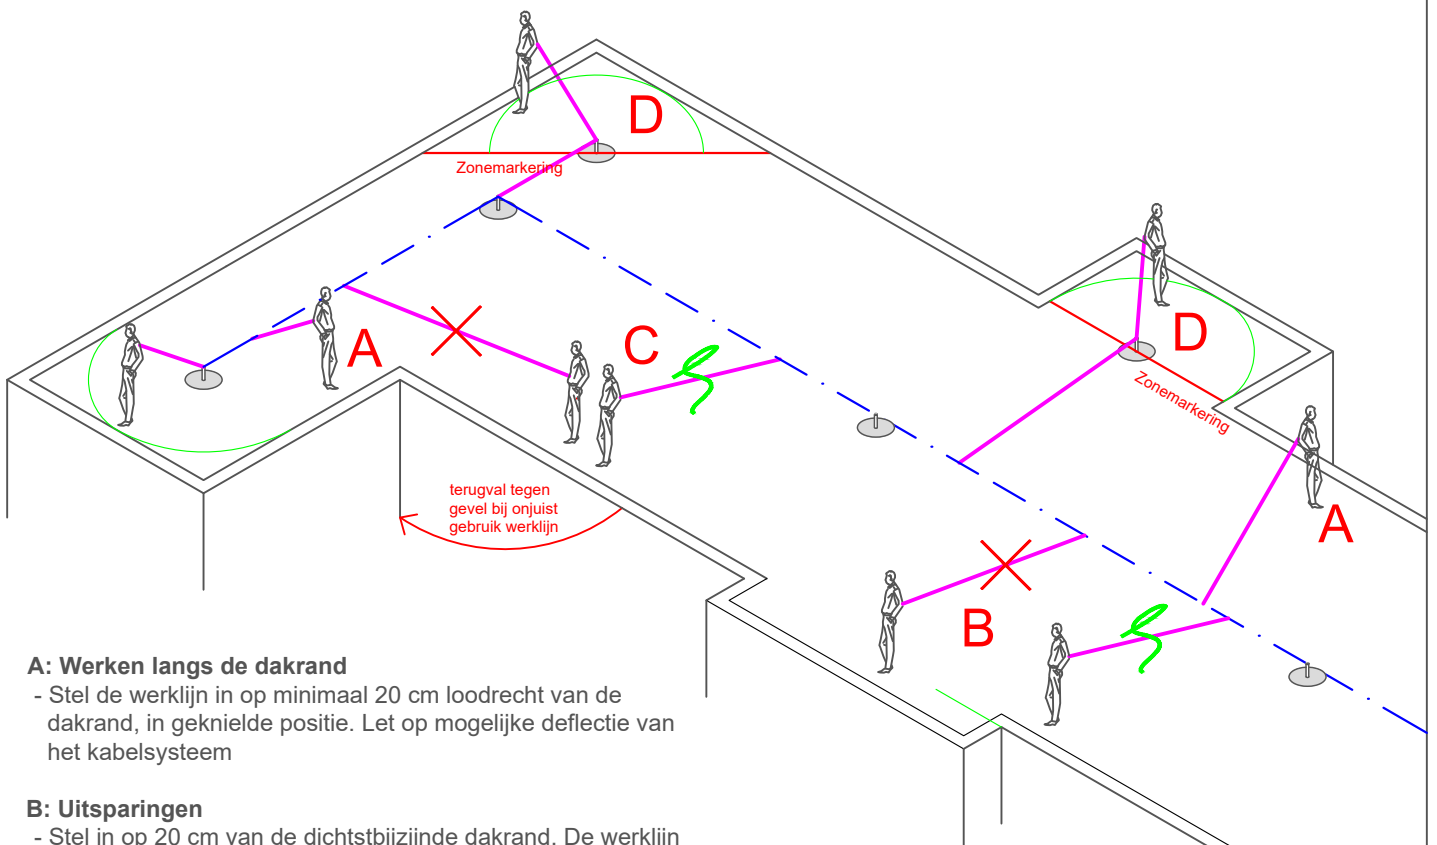 D
Zonemarkering
A
C
D
Zonemarkering
terugval tegen
gevel bij onjuist
gebruik werklijn
A
B
A: Werken langs de dakrand
- Stel de werklijn in op minimaal 20 cm loodrecht van de
dakrand, in geknielde positie. Let op mogelijke deflectie van
het kabelsysteem
B: Uitsparingen
- Stel in op 20 cm van de dichtstbijzijnde dakrand. De werklijn